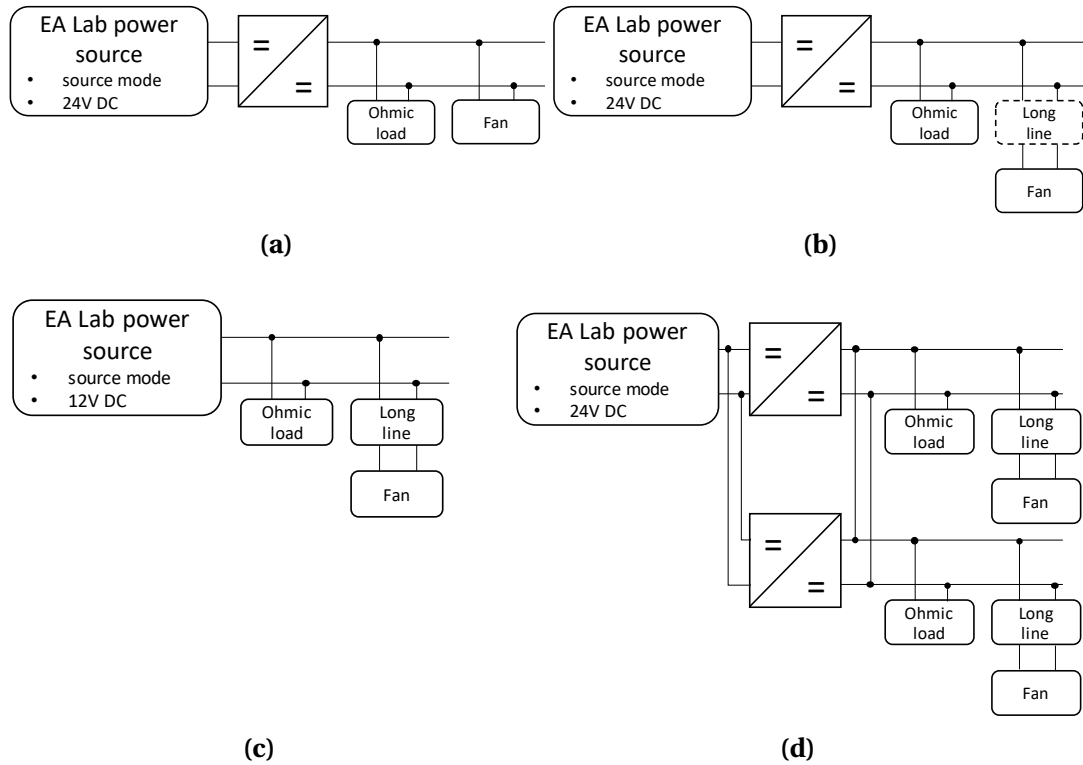 EA Lab power
source
• source mode
• 24V DC
=
=
Ohmic
load
Fan
(a)
EA Lab power
source
• source mode
• 24V DC
=
=
Ohmic
load
Long
line
Fan
(b)
EA Lab power
source
• source mode
• 12V DC
Ohmic
load
Long
line
Fan
(c)
EA Lab power
source
• source mode
• 24V DC
=
=
Ohmic
load
Long
line
Fan
=
=
Ohmic
load
Long
line
Fan
(d)